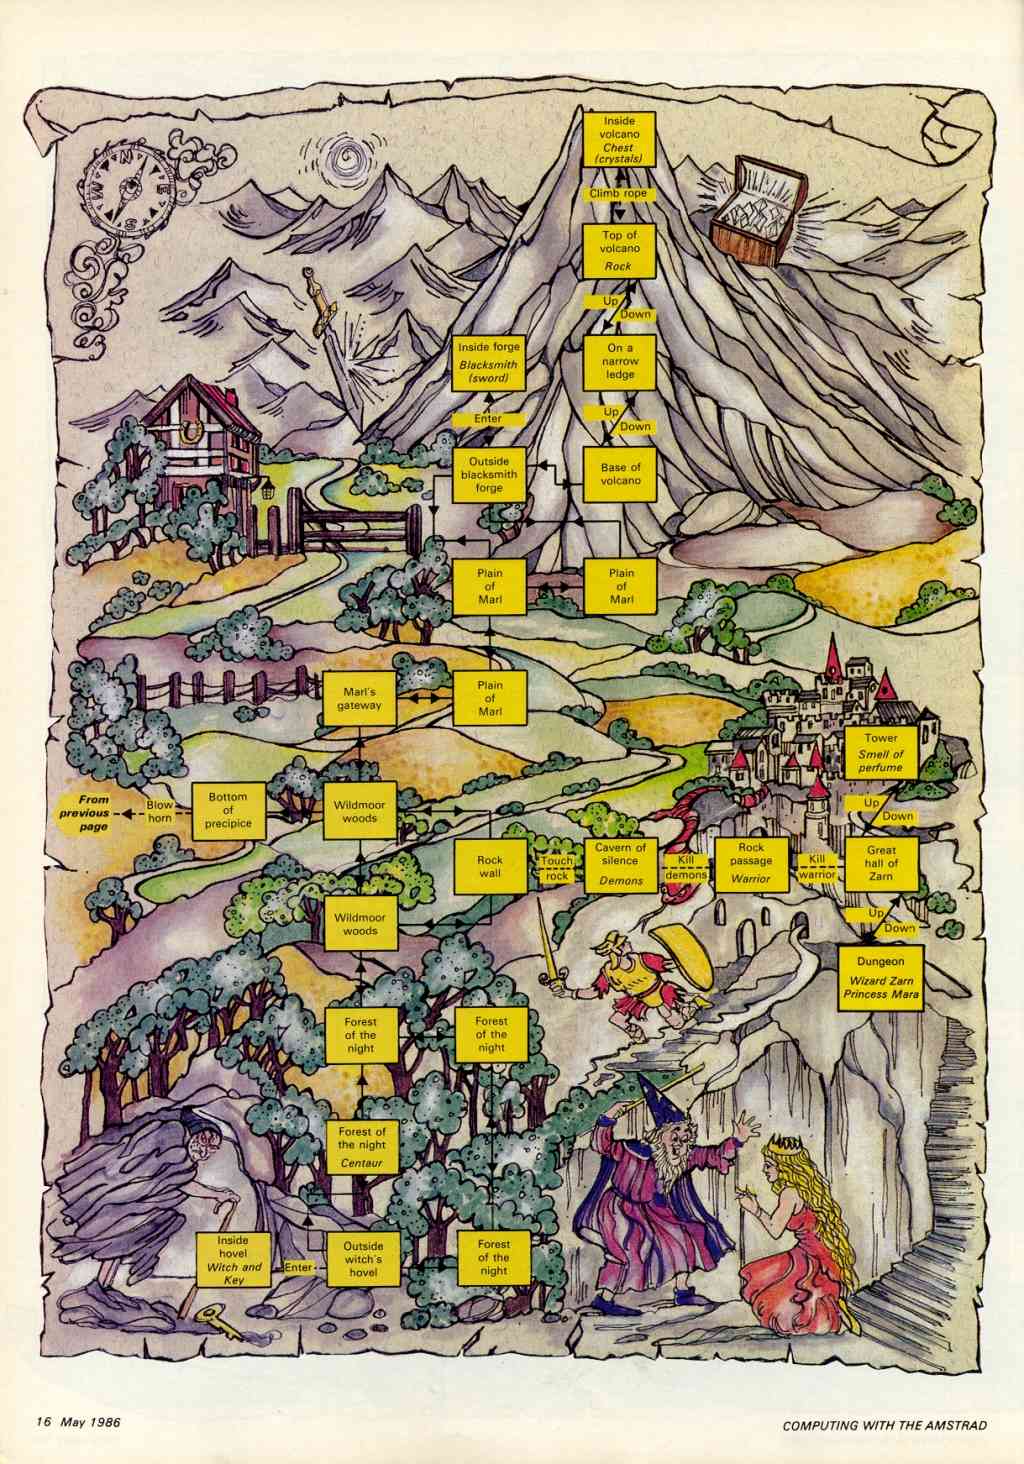 N
E
S
W
Inside
volcano
Chest
(crystals)
Climb rope
Top of
volcano
Rock
Up
Down
Inside forge
Blacksmith
(sword)
On a
narrow
ledge
Enter
Up
Down
Outside
blacksmith
forge
Base of
volcano
Plain
of
Marl
Plain
of
Marl
Marl's
gateway
Plain
of
Marl
Tower
Smell of
perfume
From
previous
page
Blow
horn
Bottom
of
precipice
Wildmoor
woods
Up
Down
Rock
wall
Touch
rock
Cavern of
silence
Demons
Kill
demons
Rock
passage
Warrior
Kill
warrior
Great
hall of
Zarn
Wildmoor
woods
Up
Down
Dungeon
Wizard Zarn
Princess Mara
Forest
of the
night
Forest
of the
night
Forest of
the night
Centaur
Inside
hovel
Witch and
Key
Enter
Outside
witch's
hovel
Forest
of the
night
16 May 1986
COMPUTING WITH THE AMSTRAD